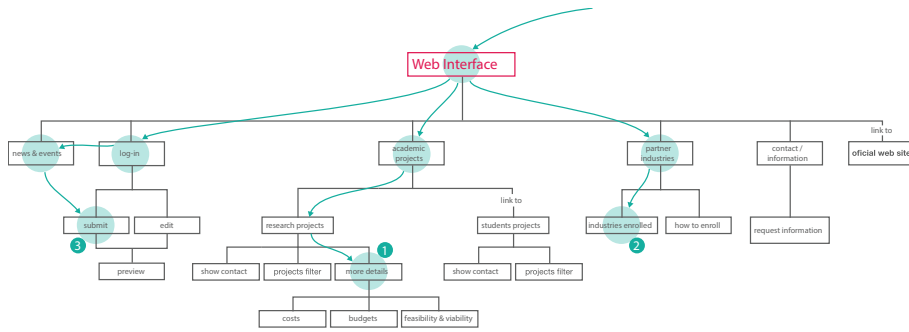 Web Interface
link to
news & events
log-in
academic
projects
partner
industries
contact /
information
oficial web site
link to
submit
edit
research projects
students projects
industries enrolled
how to enroll
request information
3
1
2
preview
show contact
projects filter
more details
show contact
projects filter
costs
budgets
feasibility & viability